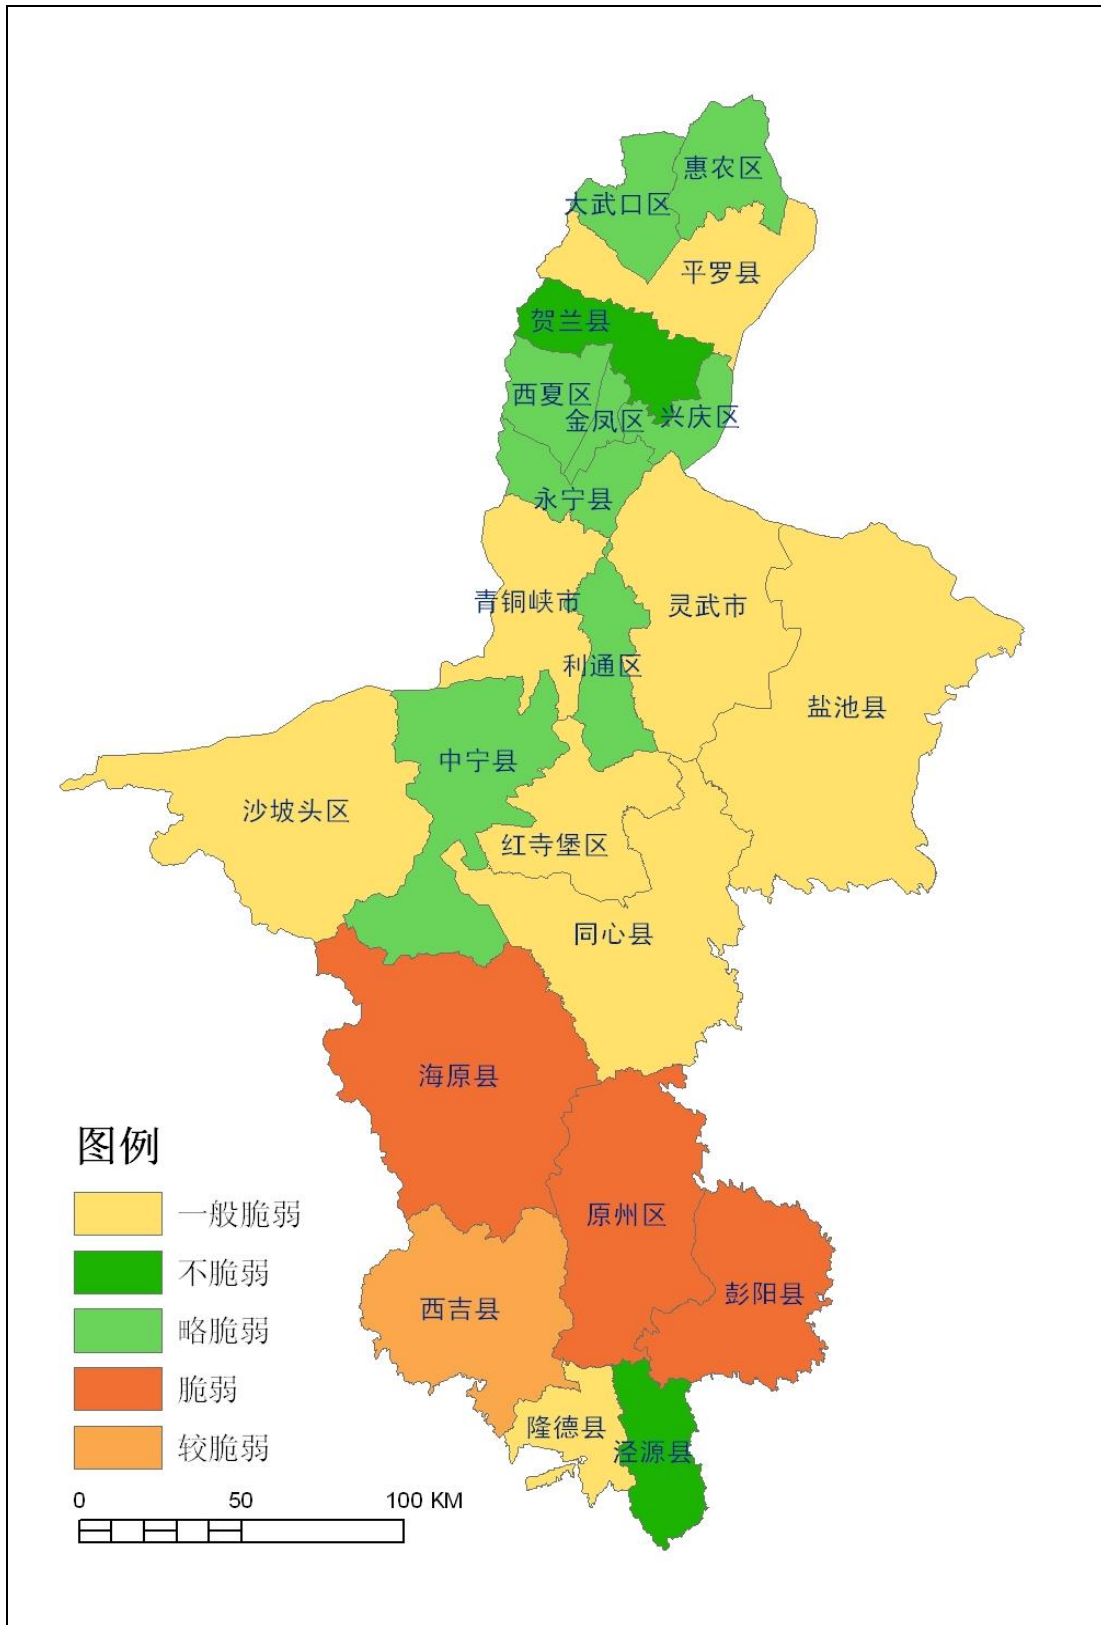 惠农区
大武口区
平罗县
贺兰县
西夏区
金凤区
兴庆区
永宁县
青铜峡市
灵武市
利通区
盐池县
中宁县
沙坡头区
红寺堡区
同心县
海原县
原州区
彭阳县
西吉县
隆德县
泾源县
图例
一般脆弱
不脆弱
略脆弱
脆弱
较脆弱
0 50 100 KM